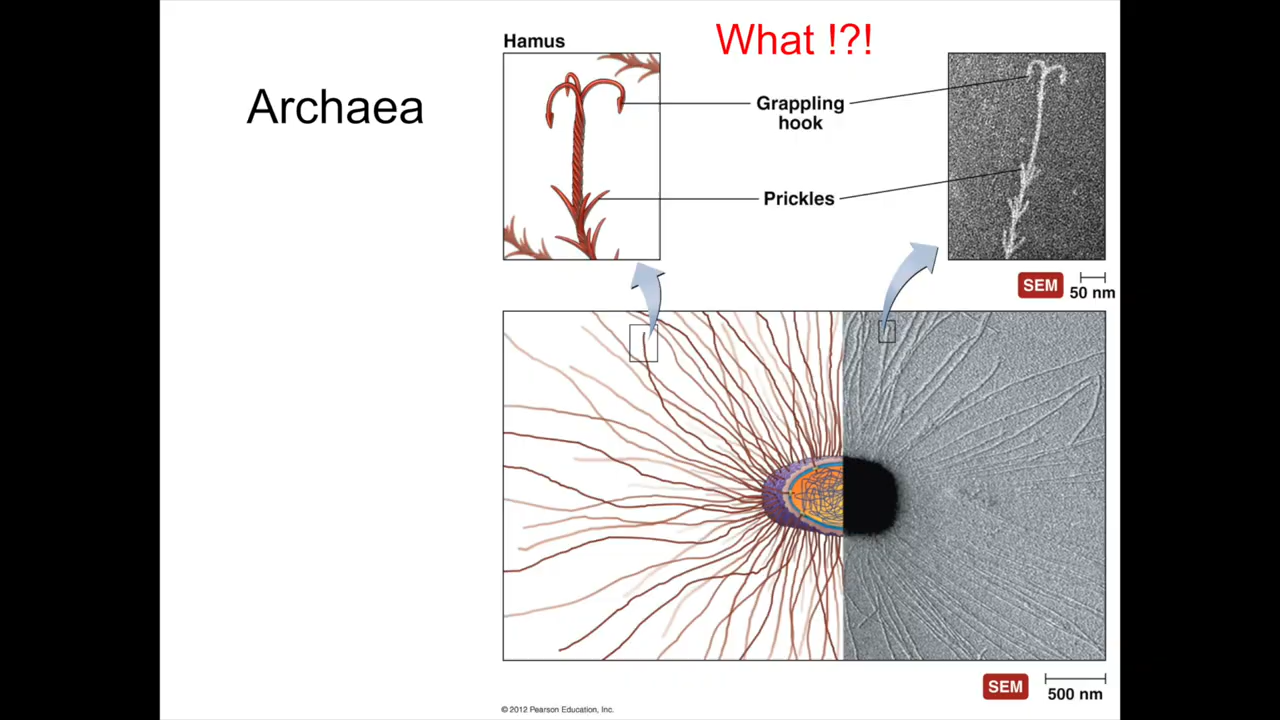 Hamus
What !?!
Archaea
Grappling
hook
Prickles
SEM
50 nm
SEM
500 nm
© 2012 Pearson Education, Inc.